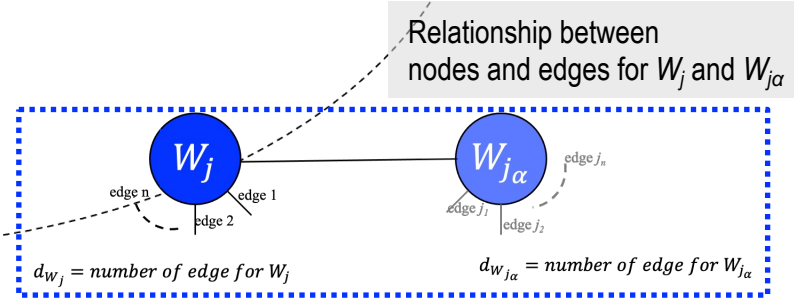 Relationship between
nodes and edges for Wj and Wjα
Wj
Wjα
edge n
edge 1
edge 2
edge jn
edge j1
edge j2
dWj = number of edge for Wj
dWjα = number of edge for Wjα